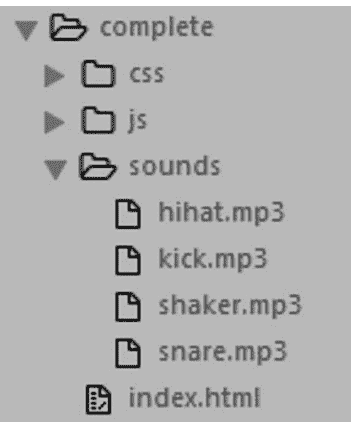 complete
css
js
sounds
hihat.mp3
kick.mp3
shaker.mp3
snare.mp3
index.html